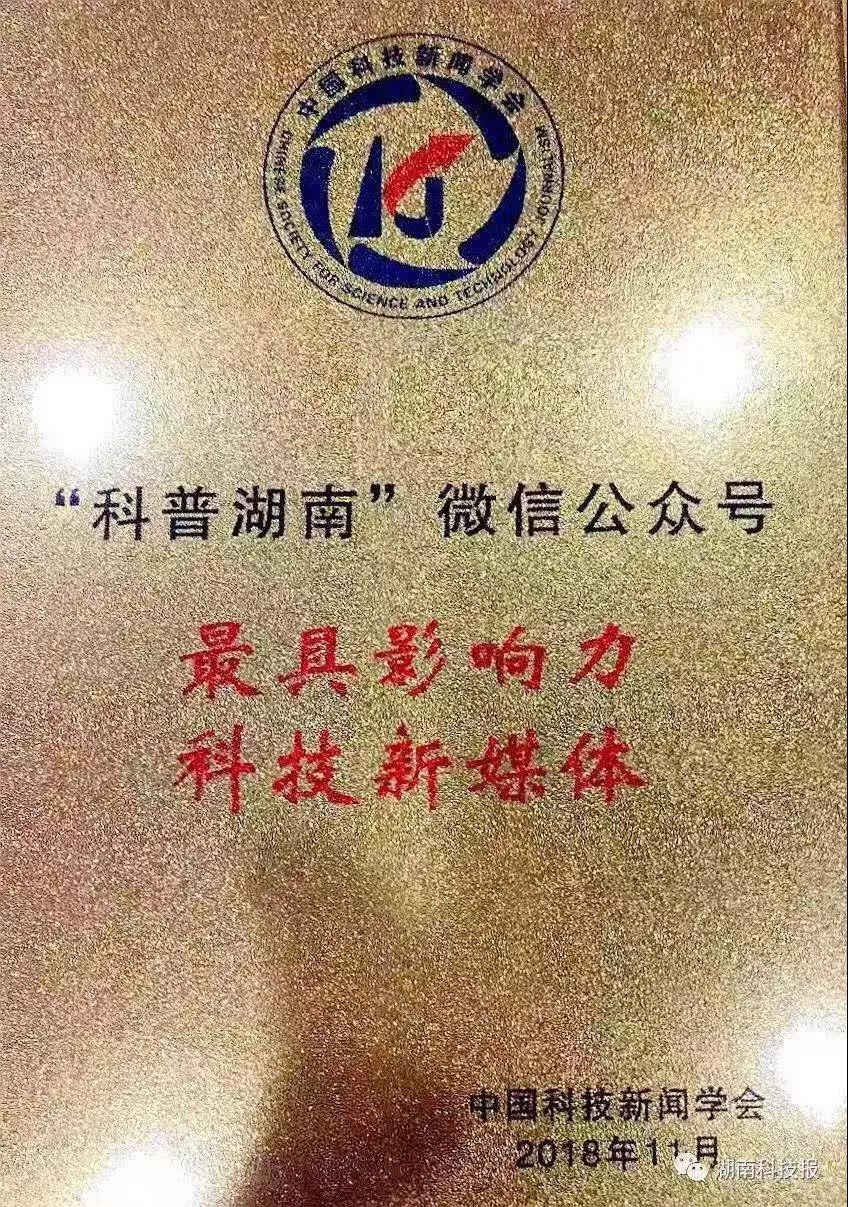 中国科技新闻学会
CHINESE SOCIETY FOR SCIENCE AND TECHNOLOGY JOURNALISM
“科普湖南”微信公众号
最具影响力
科技新媒体
中国科技新闻学会
2018年11月
湖南科技报